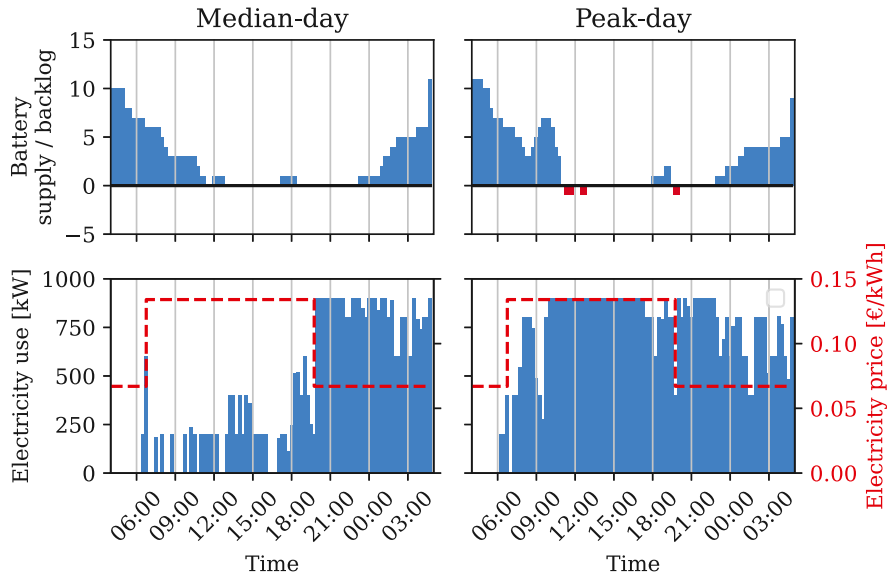 Median-day
Peak-day
Battery
supply / backlog
15
10
5
0
−5
Electricity use [kW]
1000
750
500
250
0
0.15
0.10
0.05
0.00
Electricity price [€/kWh]
06:00 09:00 12:00 15:00 18:00 21:00 00:00 03:00
06:00 09:00 12:00 15:00 18:00 21:00 00:00 03:00
Time
Time